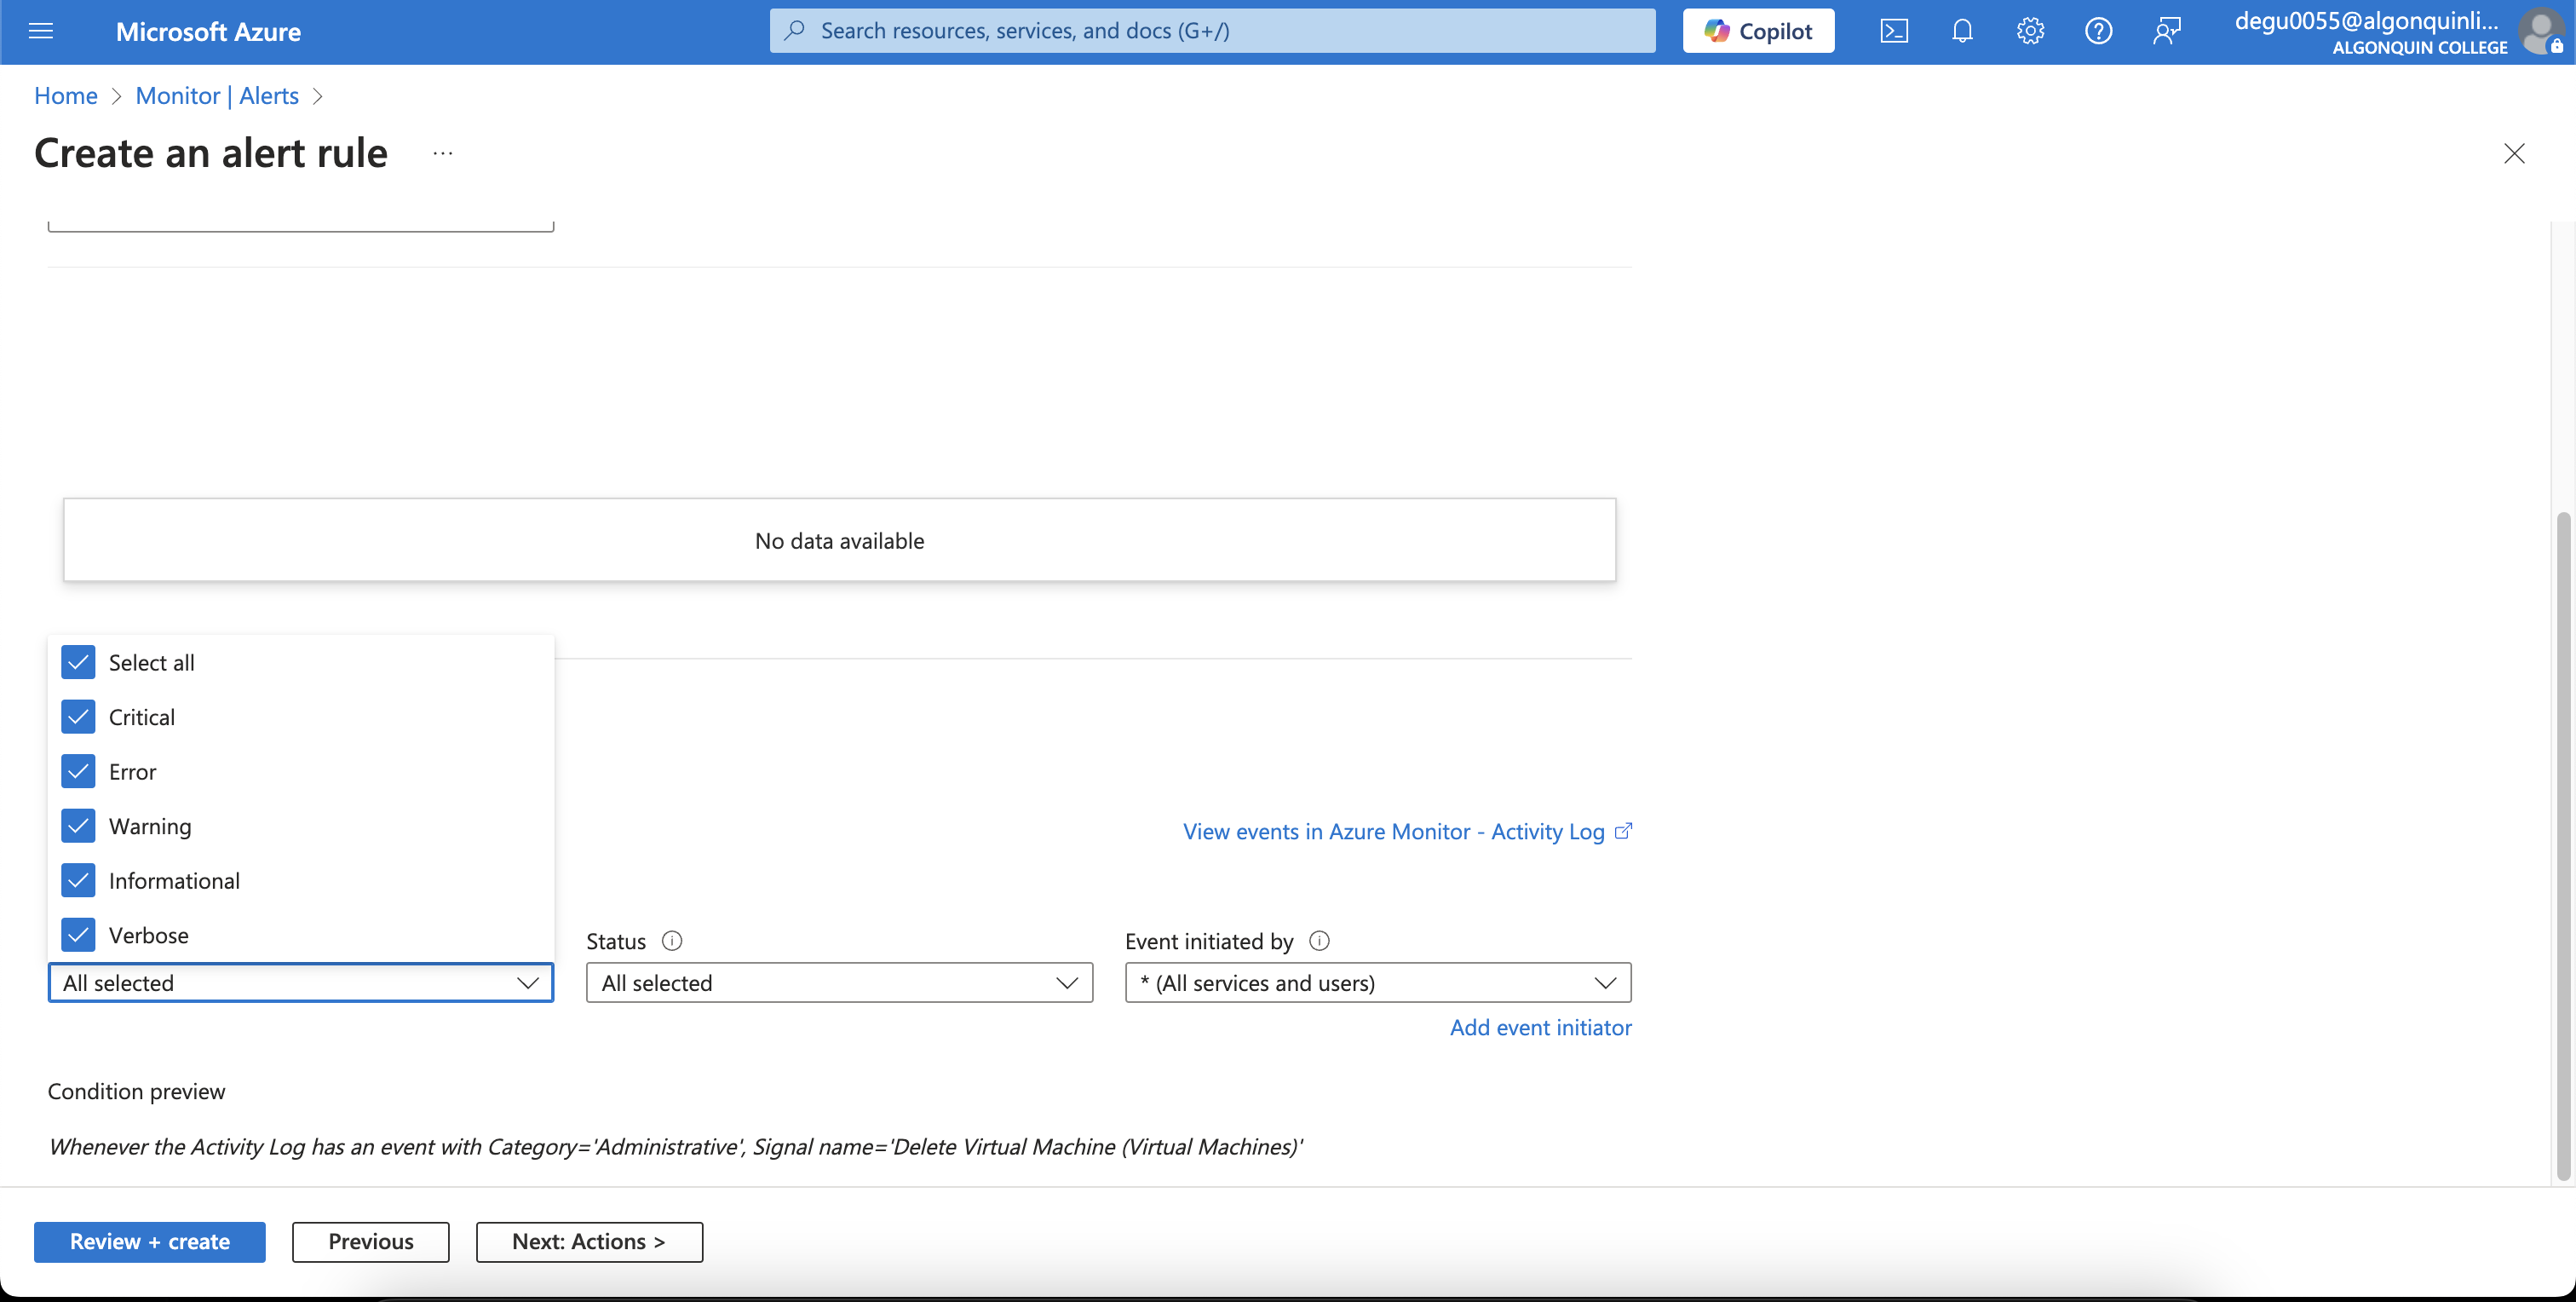 Microsoft Azure
Search resources, services, and docs (G+/)
Copilot
degu0055@algonquinli...
ALGONQUIN COLLEGE
Home > Monitor | Alerts >
Create an alert rule ...
No data available
Select all
Critical
Error
Warning
Informational
Verbose
View events in Azure Monitor - Activity Log
Status
Event initiated by
All selected
All selected
* (All services and users)
Add event initiator
Condition preview
Whenever the Activity Log has an event with Category='Administrative', Signal name='Delete Virtual Machine (Virtual Machines)'
Review + create
Previous
Next: Actions >